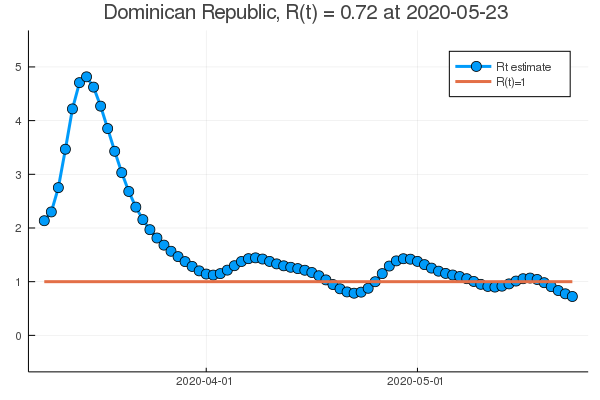 Dominican Republic, R(t) = 0.72 at 2020-05-23
5
4
3
2
1
0
2020-04-01
2020-05-01
Rt estimate
R(t)=1